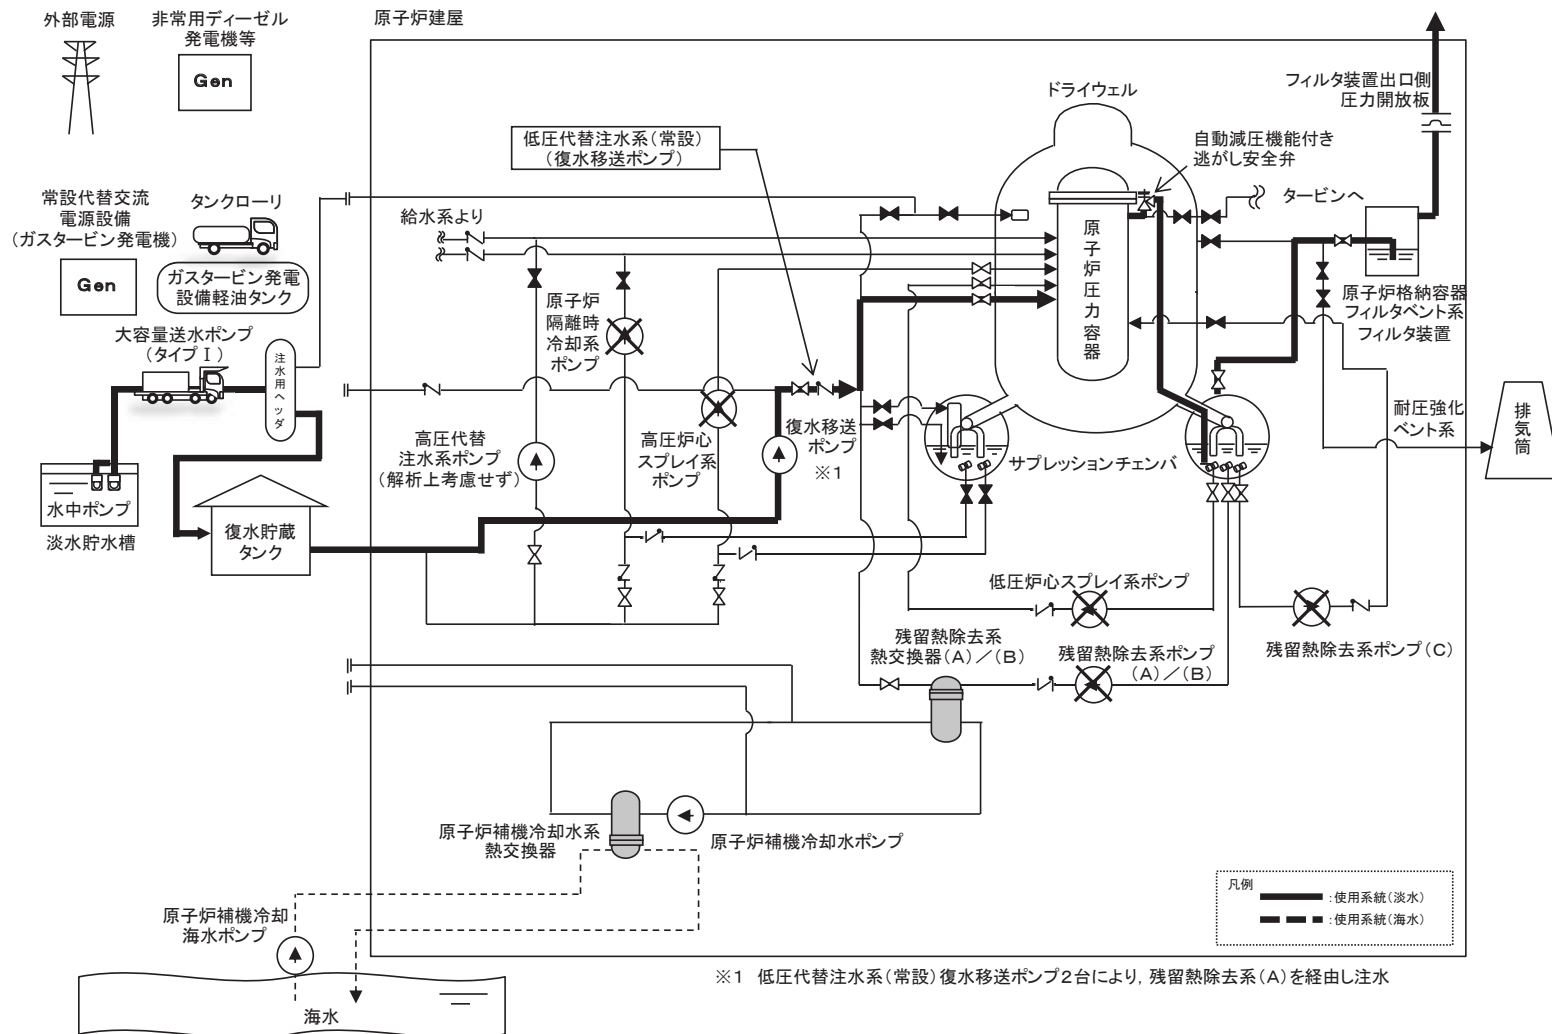 外部電源
非常用ディーゼル
発電機等
Gen
原子炉建屋
フィルタ装置出口側
圧力開放板
ドライウェル
低圧代替注水系(常設)
(復水移送ポンプ)
自動減圧機能付き
逃がし安全弁
タービンへ
常設代替交流
電源設備
(ガスタービン発電機)
Gen
タンクローリ
ガスタービン発電
設備軽油タンク
給水系より
原子炉圧力容器
原子炉
隔離時
冷却系
ポンプ
原子炉格納容器
フィルタベント系
フィルタ装置
大容量送水ポンプ
(タイプⅠ)
注水用ヘッダ
高圧代替
注水系ポンプ
(解析上考慮せず)
高圧炉心
スプレイ系
ポンプ
復水移送
ポンプ
※1
サプレッションチェンバ
耐圧強化
ベント系
排気筒
水中ポンプ
淡水貯水槽
復水貯蔵
タンク
低圧炉心スプレイ系ポンプ
残留熱除去系
熱交換器(A)/(B)
残留熱除去系ポンプ
(A)/(B)
残留熱除去系ポンプ(C)
原子炉補機冷却水系
熱交換器
原子炉補機冷却水ポンプ
原子炉補機冷却
海水ポンプ
海水
凡例
:使用系統(淡水)
:使用系統(海水)
※1 低圧代替注水系(常設)復水移送ポンプ2台により,残留熱除去系(A)を経由し注水